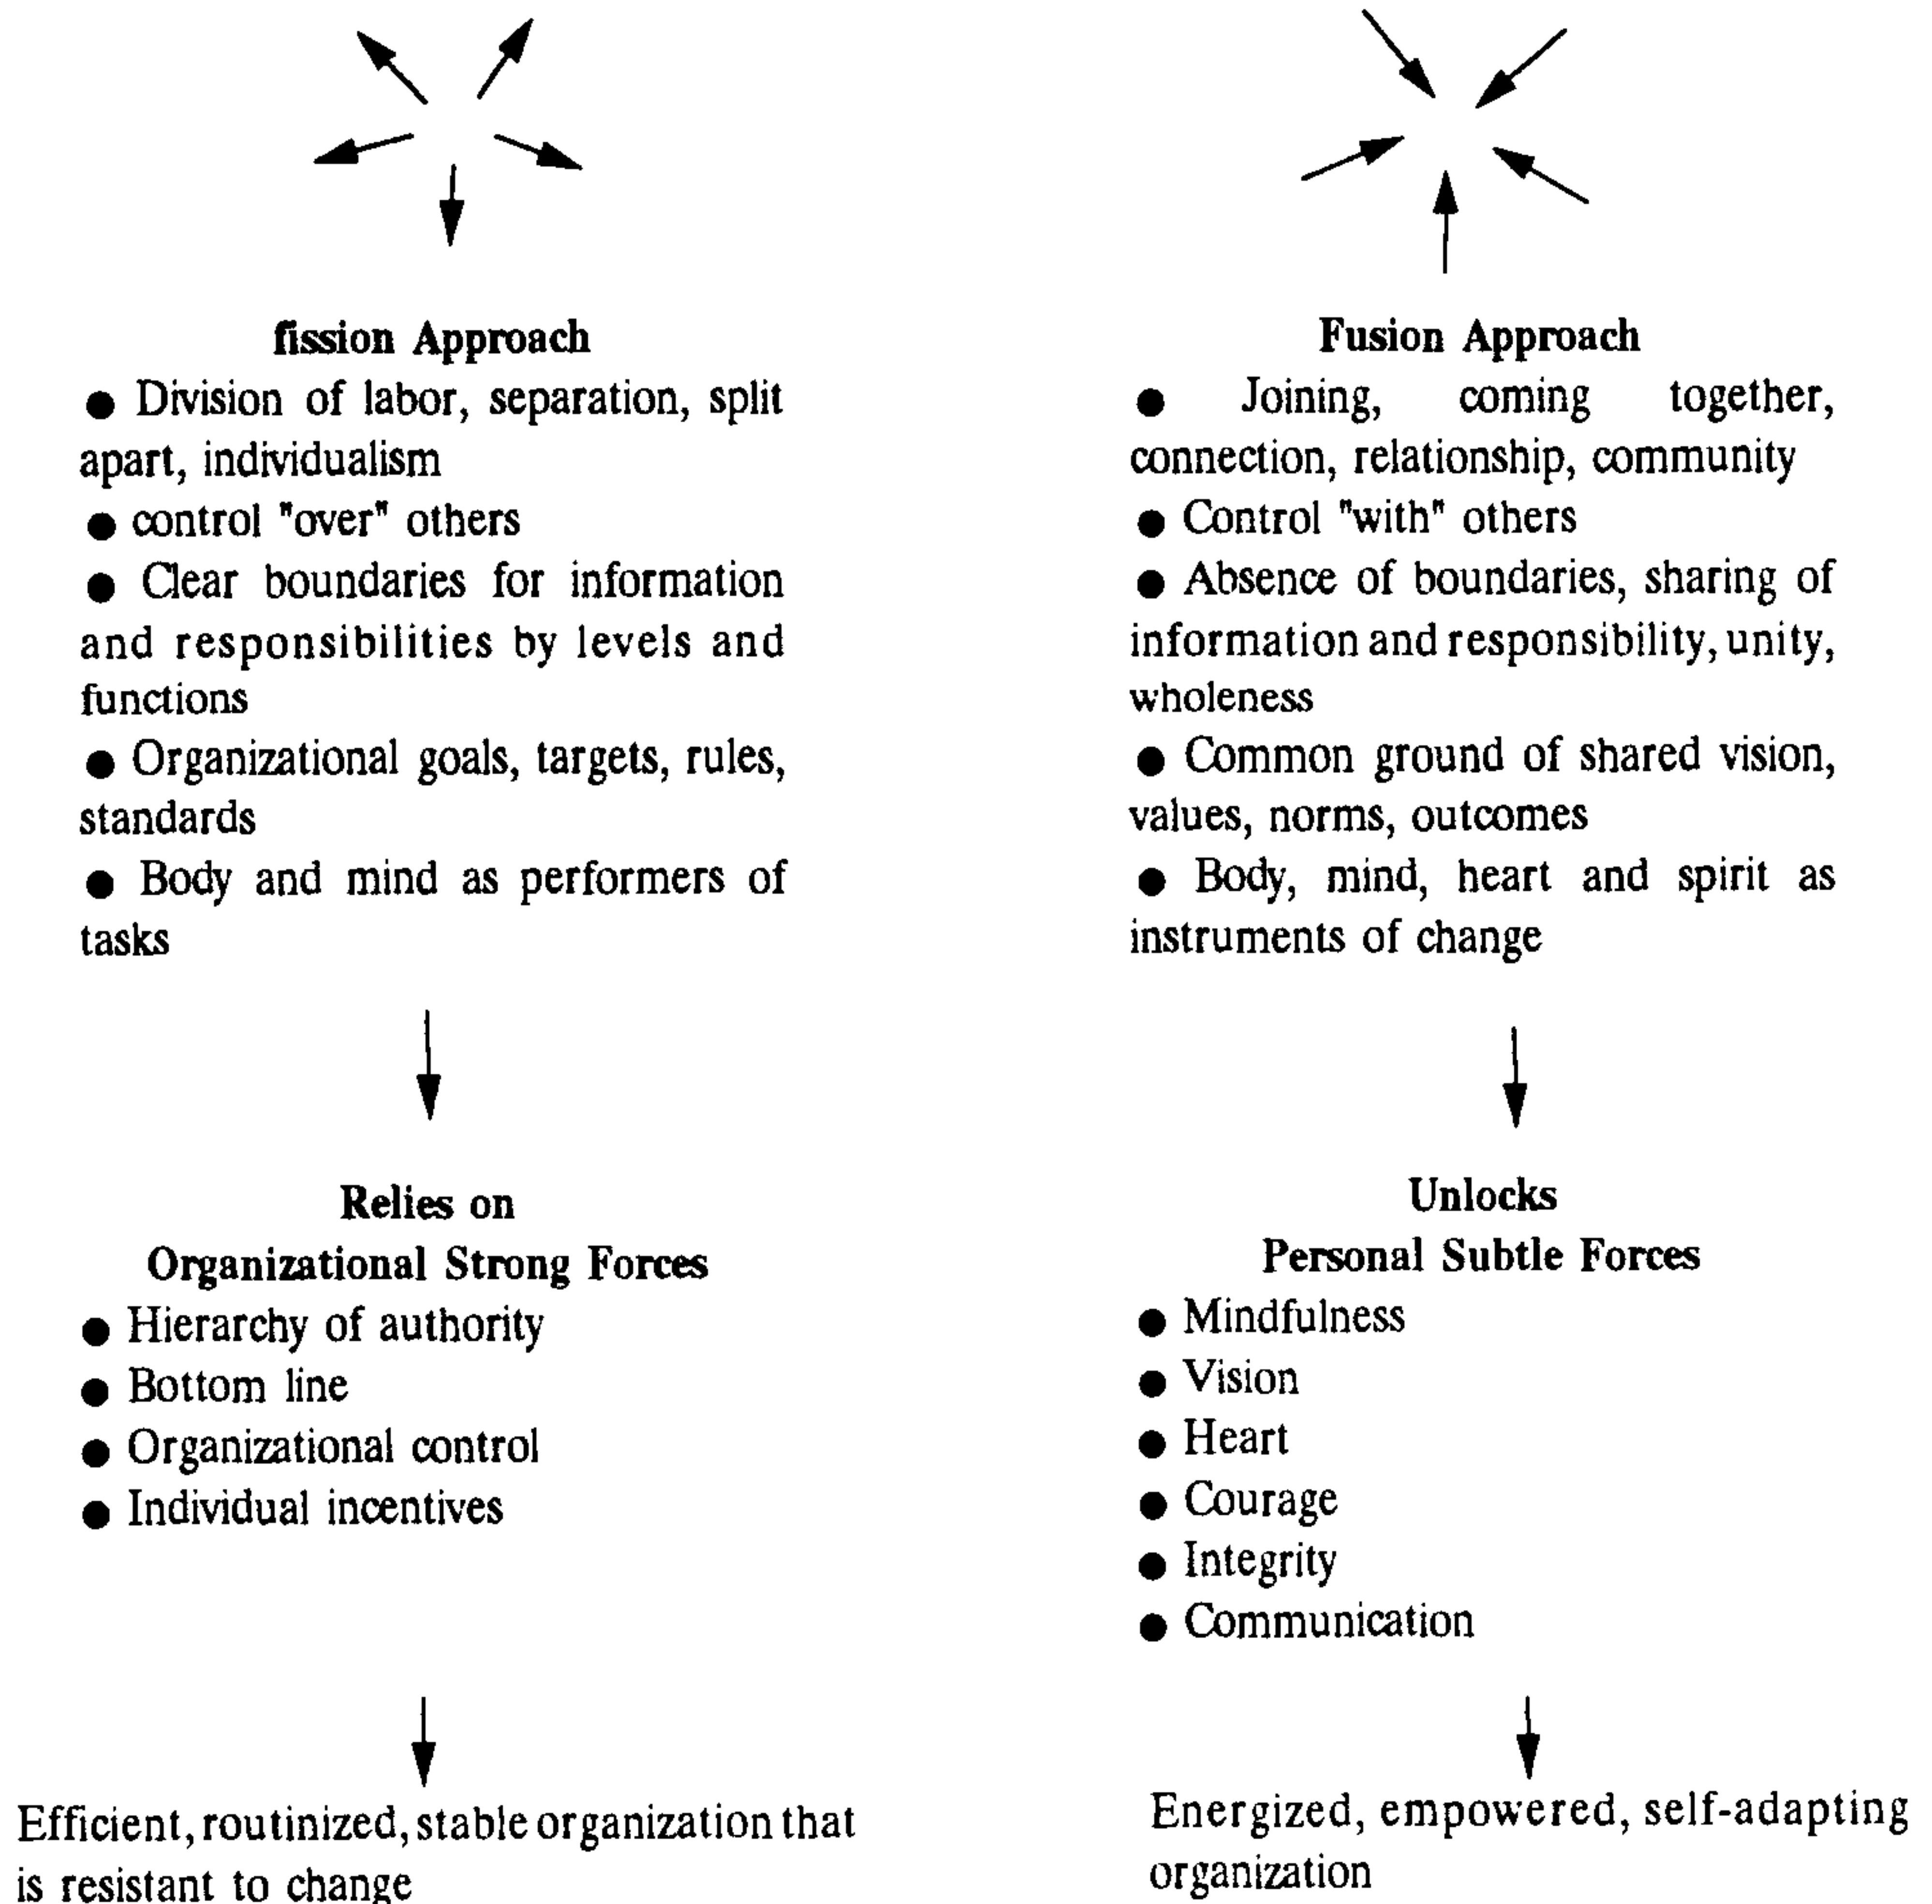 fission Approach
● Division of labor, separation, split
apart, individualism
● control "over" others
● Clear boundaries for information
and responsibilities by levels and
functions
● Organizational goals, targets, rules,
standards
● Body and mind as performers of
tasks
Relies on
Organizational Strong Forces
● Hierarchy of authority
● Bottom line
● Organizational control
● Individual incentives
Efficient, routinized, stable organization that
is resistant to change
Fusion Approach
● Joining, coming together,
connection, relationship, community
● Control "with" others
● Absence of boundaries, sharing of
information and responsibility, unity,
wholeness
● Common ground of shared vision,
values, norms, outcomes
● Body, mind, heart and spirit as
instruments of change
Unlocks
Personal Subtle Forces
● Mindfulness
● Vision
● Heart
● Courage
● Integrity
● Communication
Energized, empowered, self-adapting
organization